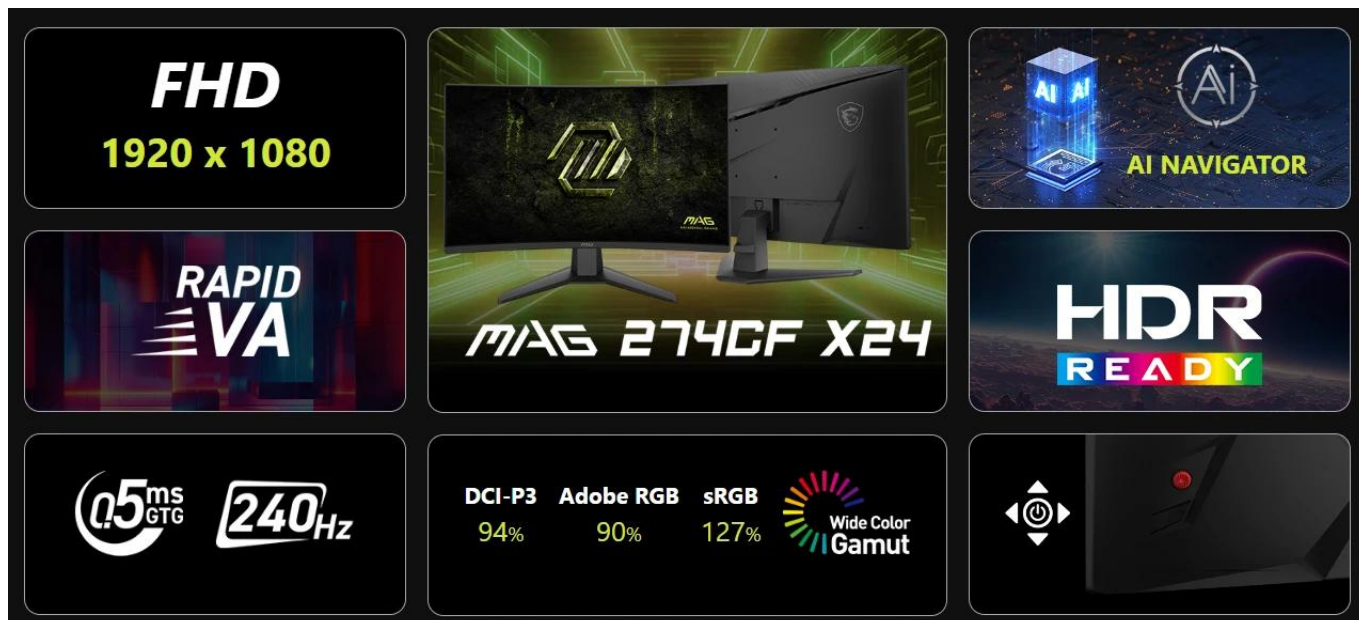 FHD
1920 x 1080
RAPID
VA
0.5ms
GTG
240Hz
MAG
MAG 274CF X24
DCI-P3 Adobe RGB sRGB
94% 90% 127%
Wide Color
Gamut
AI AI
Ai
AI NAVIGATOR
HDR
READY